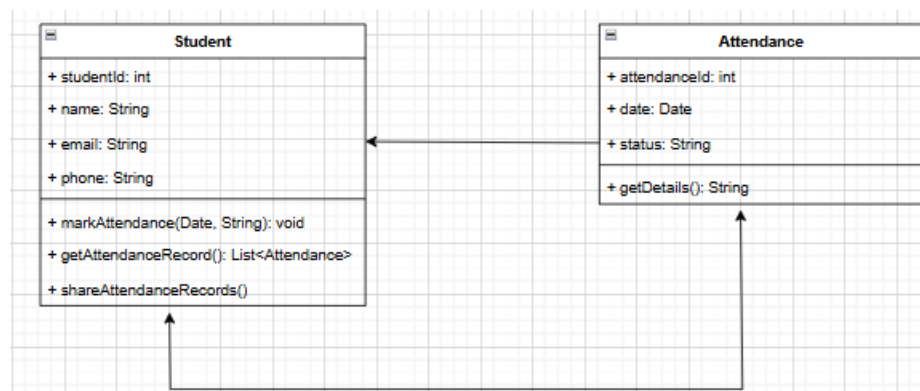 Student
+ studentId: int
+ name: String
+ email: String
+ phone: String
+ markAttendance(Date, String): void
+ getAttendanceRecord(): List<Attendance>
+ shareAttendanceRecords()
Attendance
+ attendanceId: int
+ date: Date
+ status: String
+ getDetails(): String